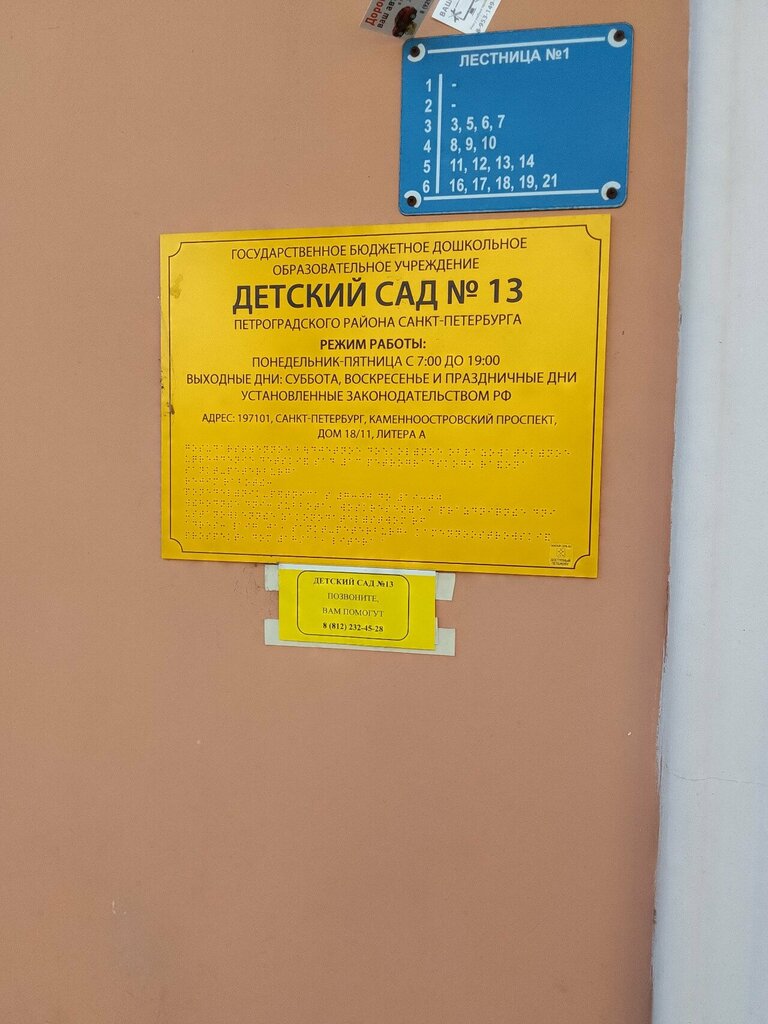 ЛЕСТНИЦА №1
1 -
2 -
3 3, 5, 6, 7
4 8, 9, 10
5 11, 12, 13, 14
6 16, 17, 18, 19, 21
ГОСУДАРСТВЕННОЕ БЮДЖЕТНОЕ ДОШКОЛЬНОЕ
ОБРАЗОВАТЕЛЬНОЕ УЧРЕЖДЕНИЕ
ДЕТСКИЙ САД № 13
ПЕТРОГРАДСКОГО РАЙОНА САНКТ-ПЕТЕРБУРГА
РЕЖИМ РАБОТЫ:
ПОНЕДЕЛЬНИК-ПЯТНИЦА С 7:00 ДО 19:00
ВЫХОДНЫЕ ДНИ: СУББОТА, ВОСКРЕСЕНЬЕ И ПРАЗДНИЧНЫЕ ДНИ
УСТАНОВЛЕННЫЕ ЗАКОНОДАТЕЛЬСТВОМ РФ
АДРЕС: 197101, САНКТ-ПЕТЕРБУРГ, КАМЕННООСТРОВСКИЙ ПРОСПЕКТ,
ДОМ 18/11, ЛИТЕРА А
ДЕТСКИЙ САД №13
ПОЗВОНИТЕ,
ВАМ ПОМОГУТ
8 (812) 232-45-28